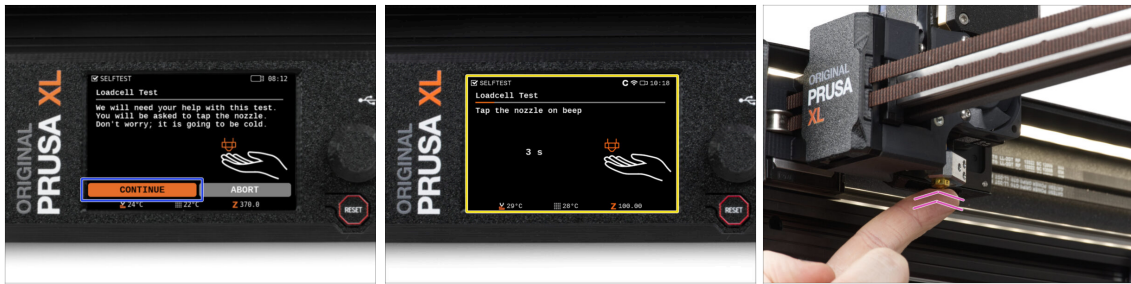 ORIGINAL
PRUSA XL
SELFTEST
08:12
Loadcell Test
We will need your help with this test.
You will be asked to tap the nozzle.
Don't worry; it is going to be cold.
CONTINUE
ABORT
24°C
22°C
Z 370.0
RESET
ORIGINAL
PRUSA XL
SELFTEST
C
10:18
Loadcell Test
Tap the nozzle on beep
3 s
29°C
28°C
Z 100.00
RESET
ORIGINAL
PRUSA
XL